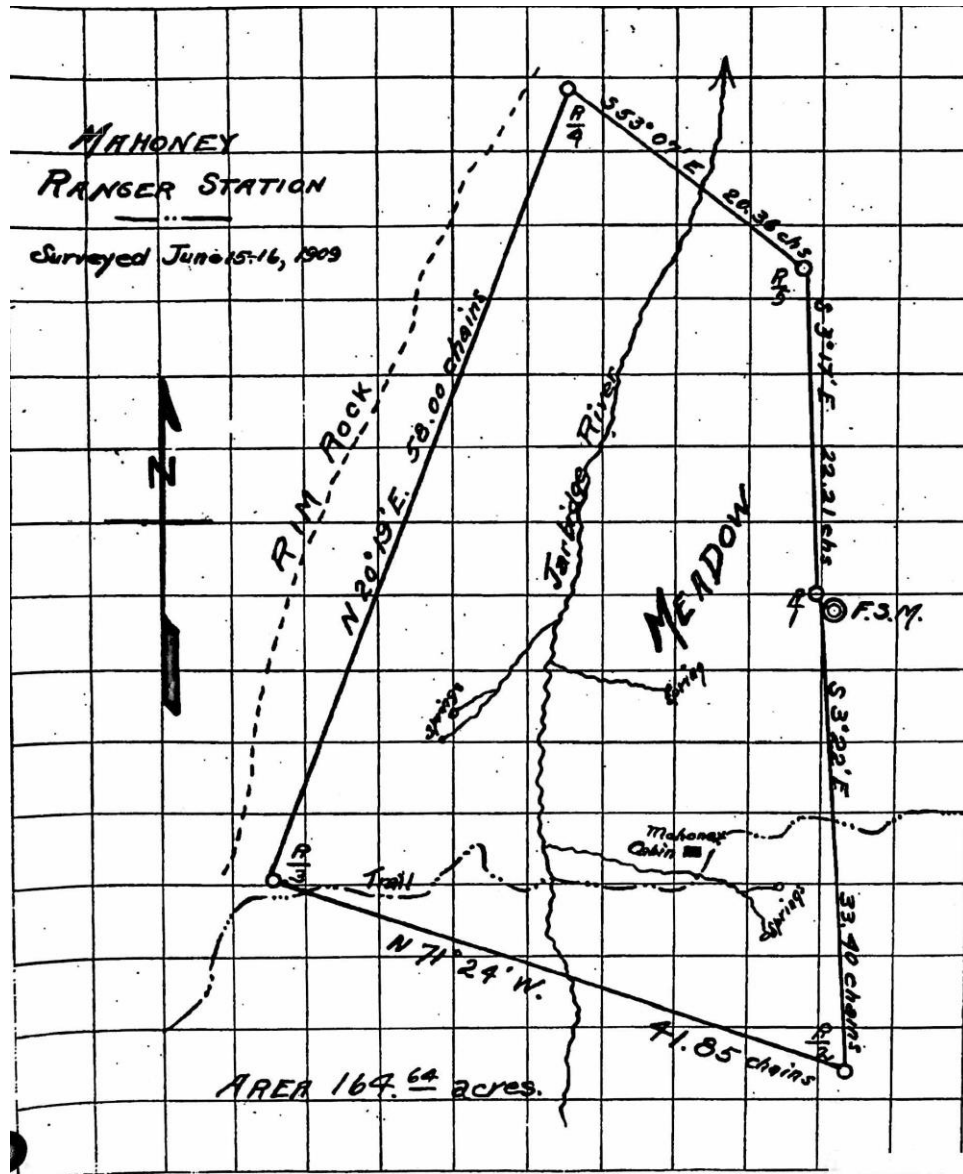 MAHONEY
RANGER STATION
Surveyed June 15-16, 1909
R/4
S 53° 07' E
20.36 chs
R/5
S 3° 17' E. 22.21 chs
RIM ROCK
N
N 20° 19' E. 58.00 chains
Jarbidge River
MEADOW
F.S.M.
Springs
Spring
S 3° 22' E
33.40 chains
Mahoney
Cabin
R/3
Trail
Springs
N 71° 24' W.
41.85 chains
R/2
AREA 164.64 acres.